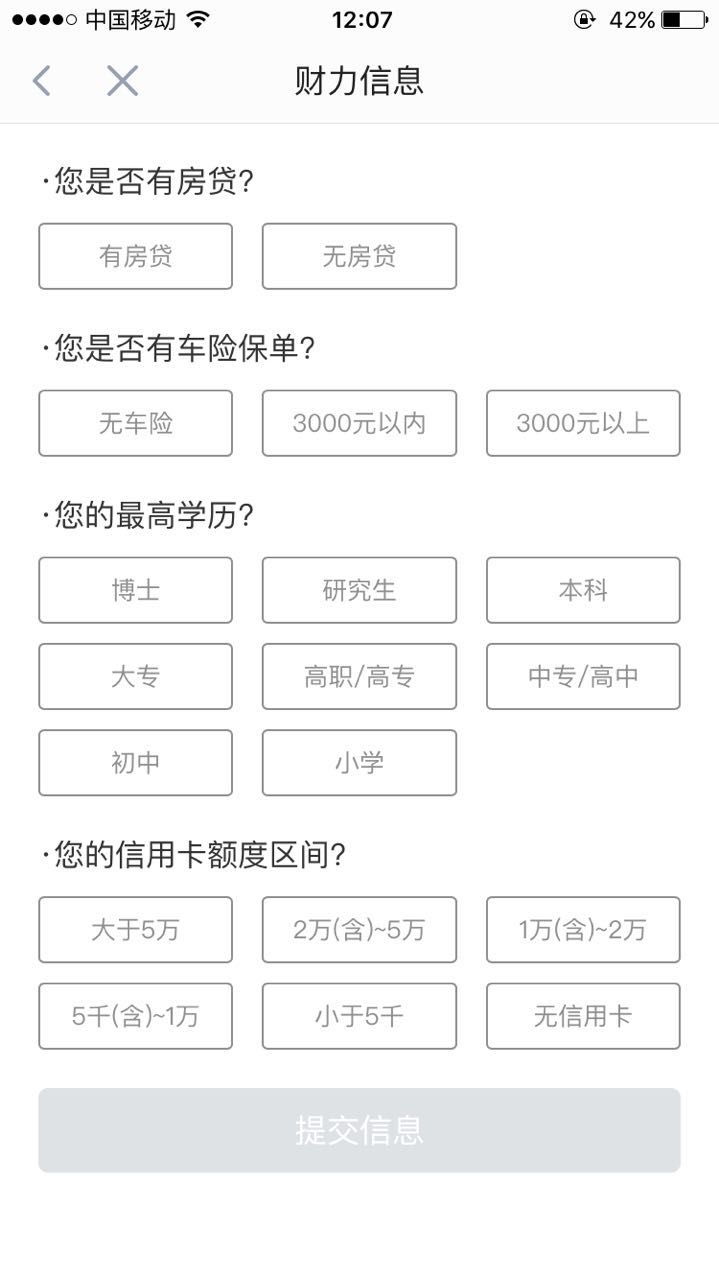 中国移动 12:07 42%
财力信息
·您是否有房贷?
有房贷 无房贷
·您是否有车险保单?
无车险 3000元以内 3000元以上
·您的最高学历?
博士 研究生 本科
大专 高职/高专 中专/高中
初中 小学
·您的信用卡额度区间?
大于5万 2万(含)~5万 1万(含)~2万
5千(含)~1万 小于5千 无信用卡
提交信息